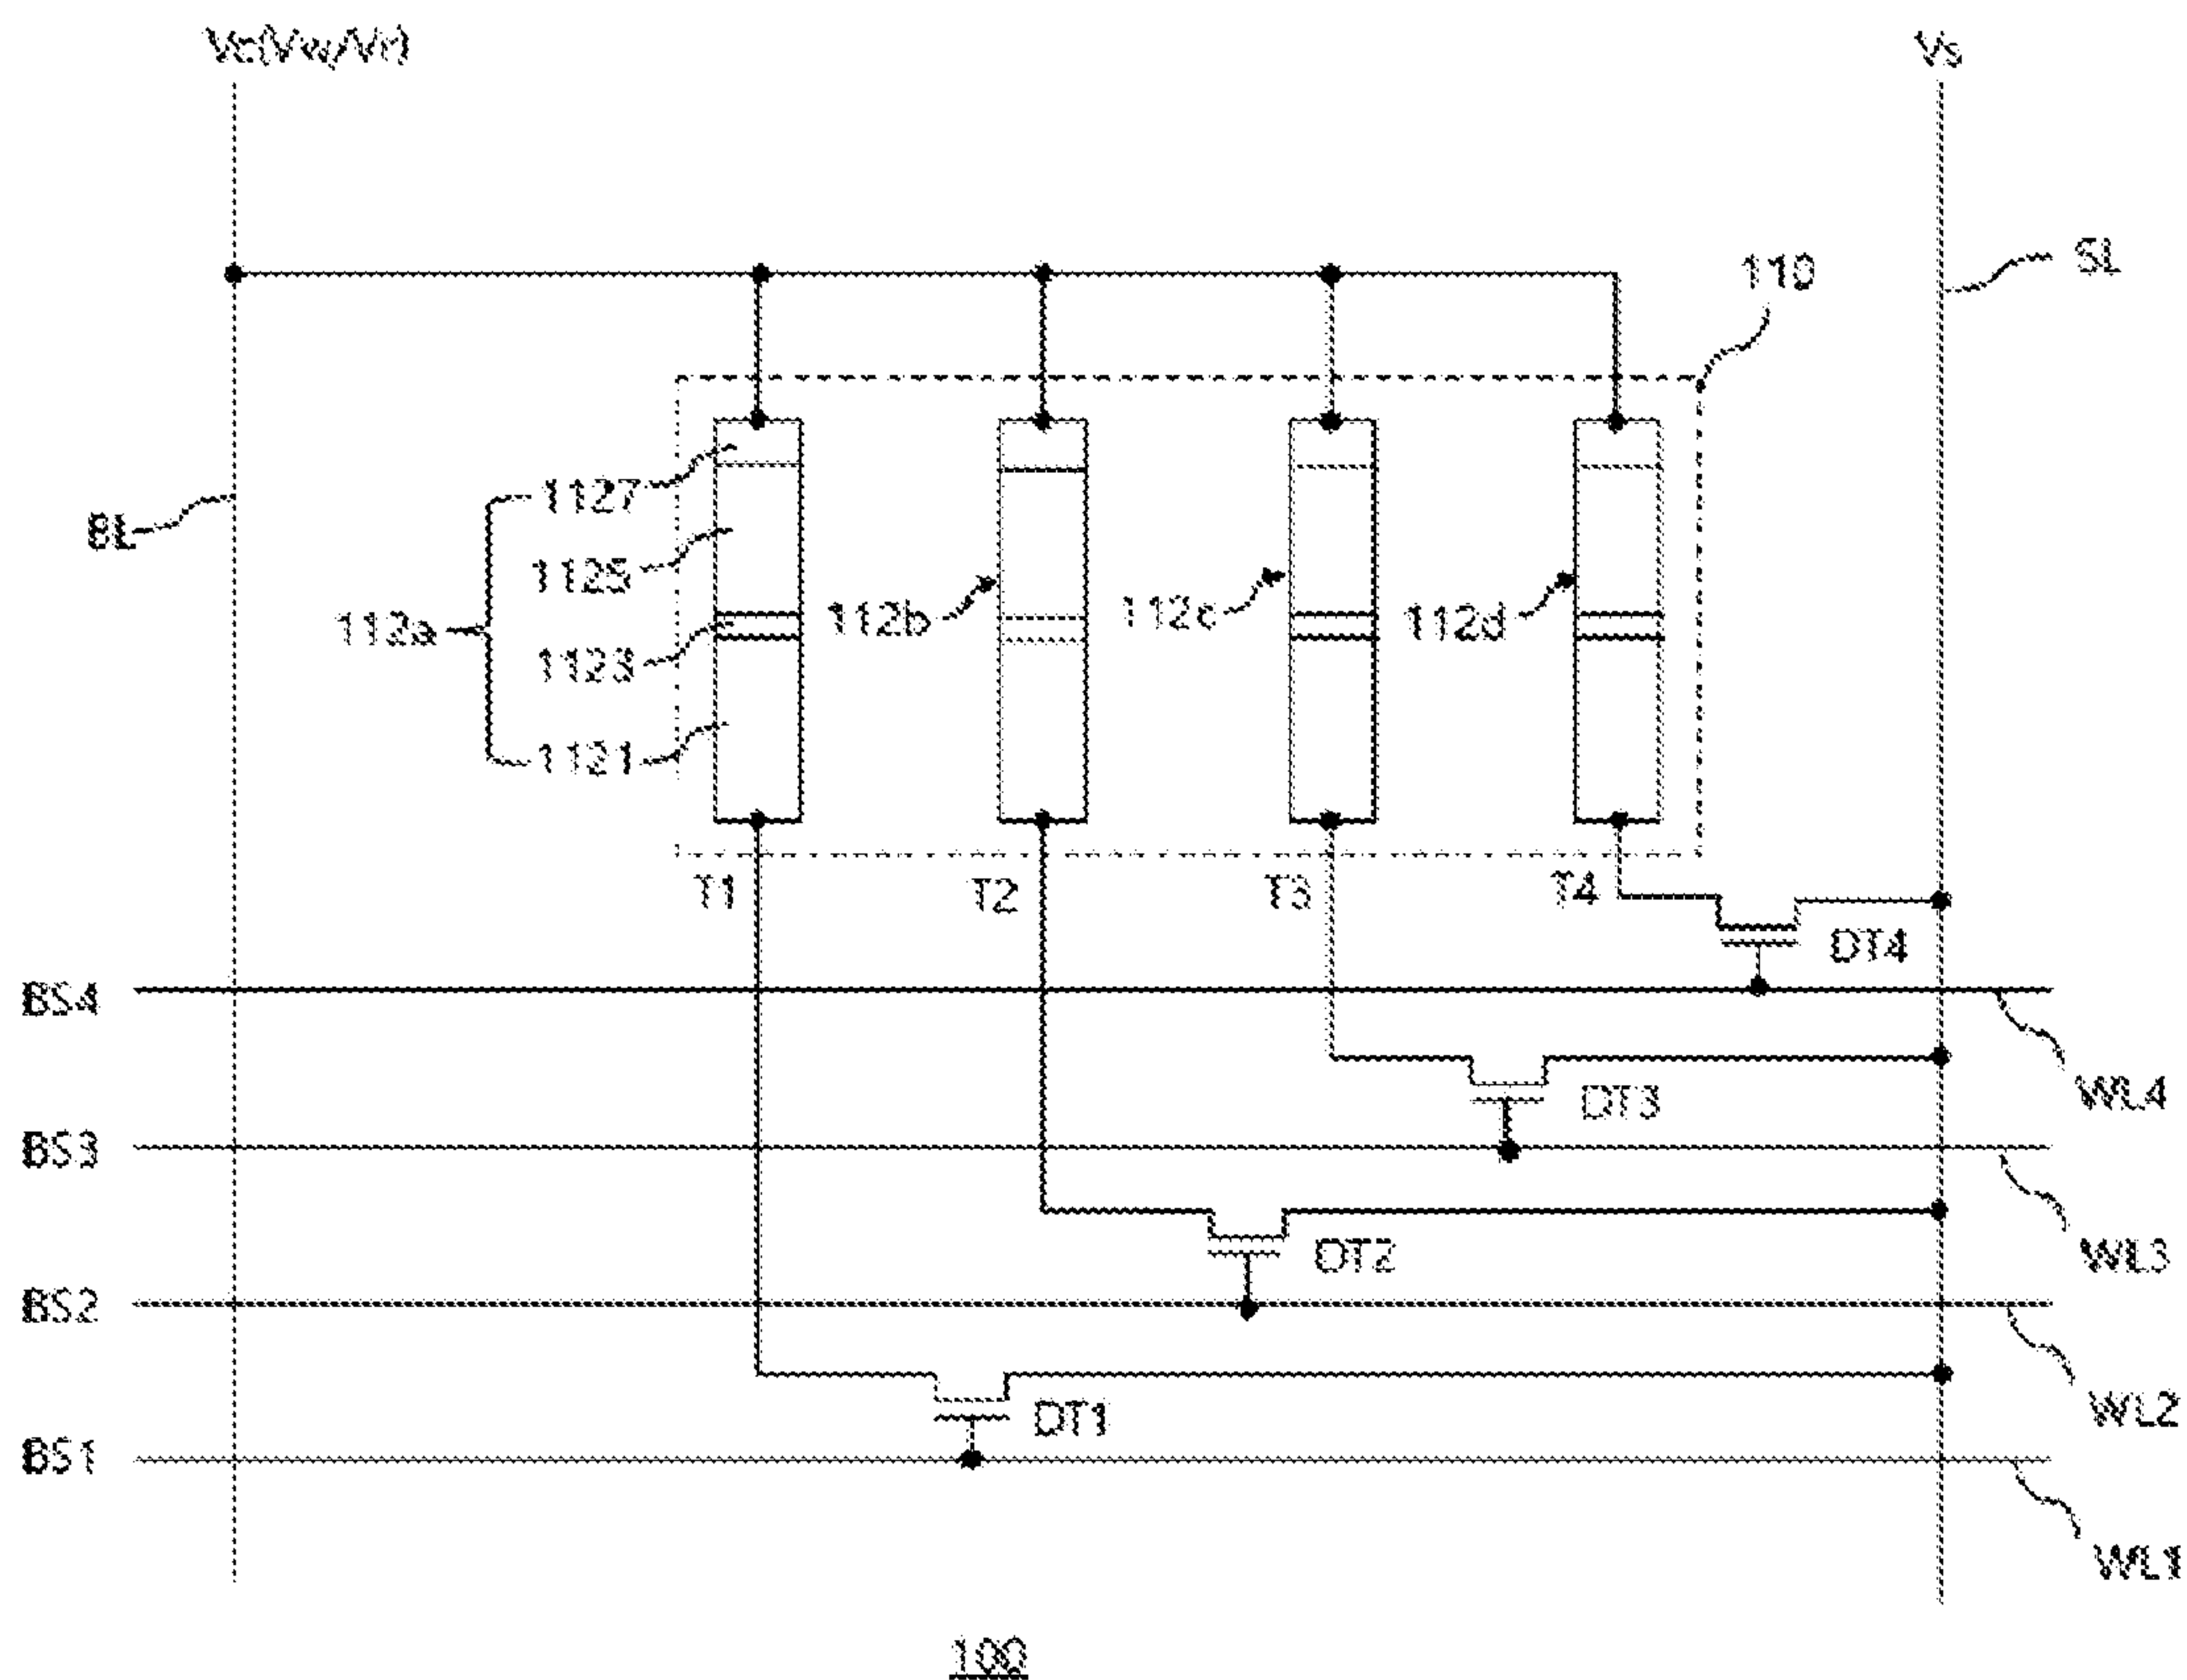 Vc(Vw/Vr)
Vs
SL
110
BL
1127
1125
112a
1123
1121
112b
112c
112d
T1
T2
T3
T4
DT4
BS4
WL4
DT3
BS3
WL3
DT2
BS2
WL2
DT1
BS1
WL1
100